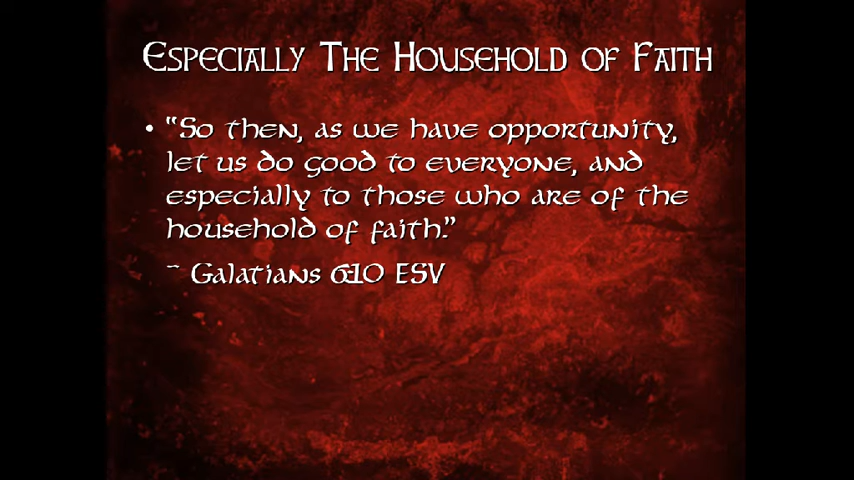 Especially The Household of Faith
• "So then, as we have opportunity,
let us do good to everyone, and
especially to those who are of the
household of faith."
~ Galatians 6:10 ESV